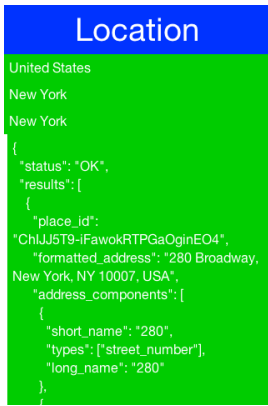 Location
United States
New York
New York
{
"status": "OK",
"results": [
{
"place_id":
"ChIJJ5T9-iFawokRTPGaOginEO4",
"formatted_address": "280 Broadway,
New York, NY 10007, USA",
"address_components": [
{
"short_name": "280",
"types": ["street_number"],
"long_name": "280"
},
{